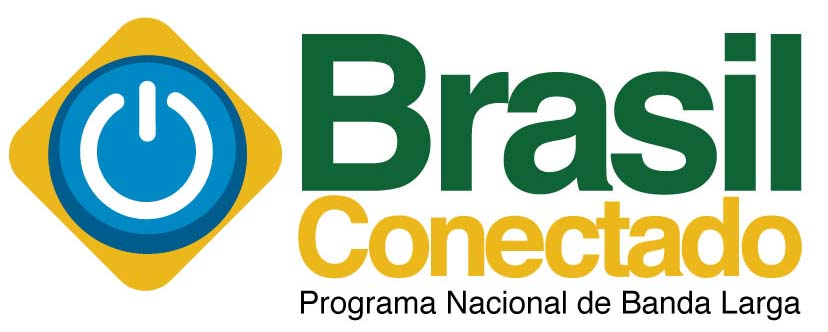 Brasil
Conectado
Programa Nacional de Banda Larga